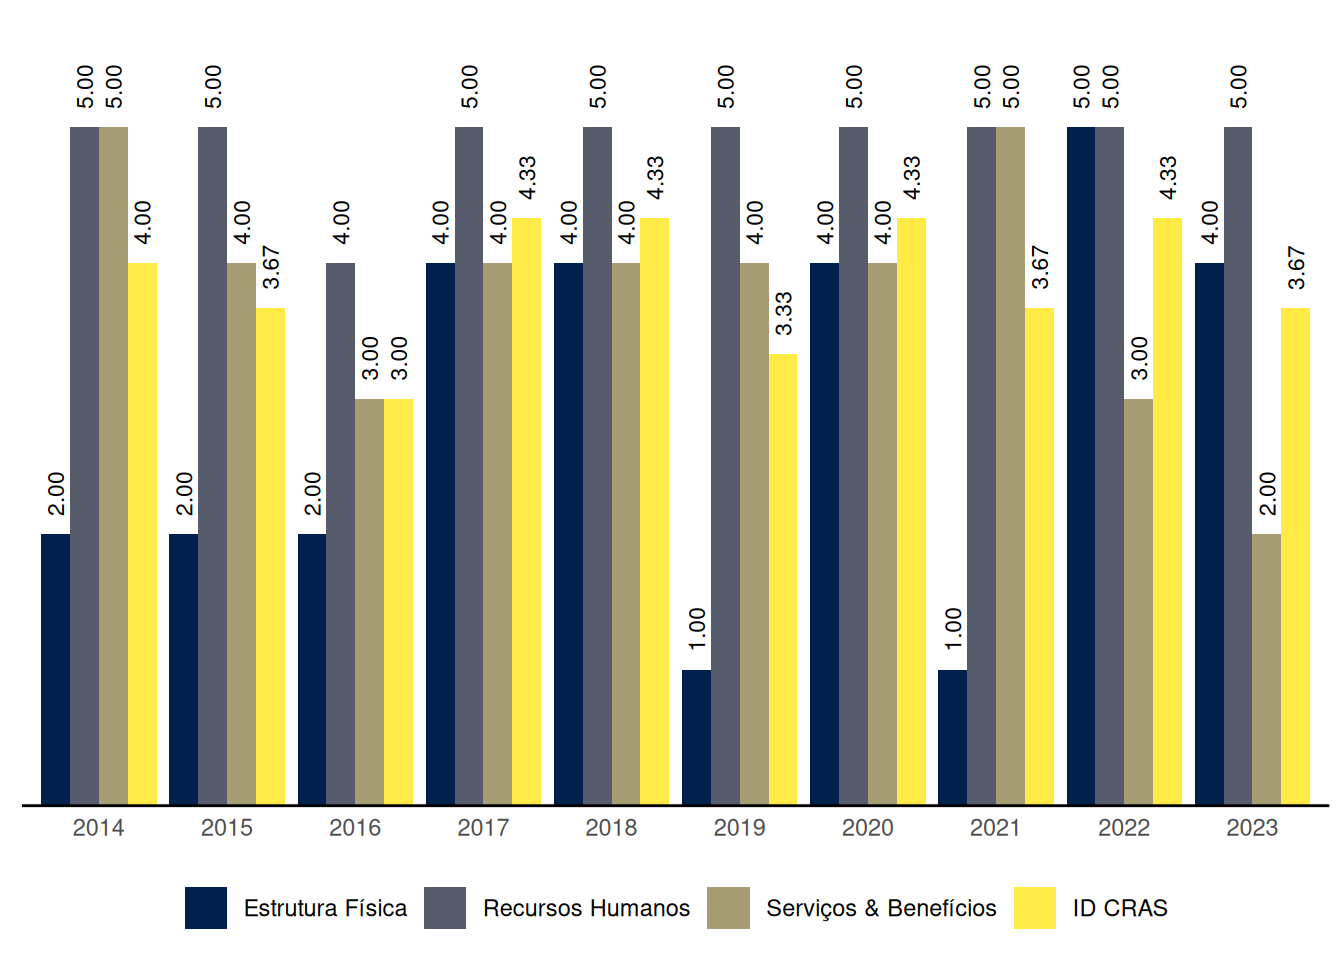 5.00 5.00 5.00 5.00 5.00 5.00 5.00 5.00 5.00 5.00 5.00 5.00
4.33 4.33 4.33 4.33
4.00 4.00 4.00 4.00 4.00 4.00 4.00 4.00 4.00 4.00 4.00
3.67 3.67 3.67
3.33
3.00 3.00 3.00
2.00 2.00 2.00 2.00
1.00 1.00
2014 2015 2016 2017 2018 2019 2020 2021 2022 2023
Estrutura Física Recursos Humanos Serviços & Benefícios ID CRAS